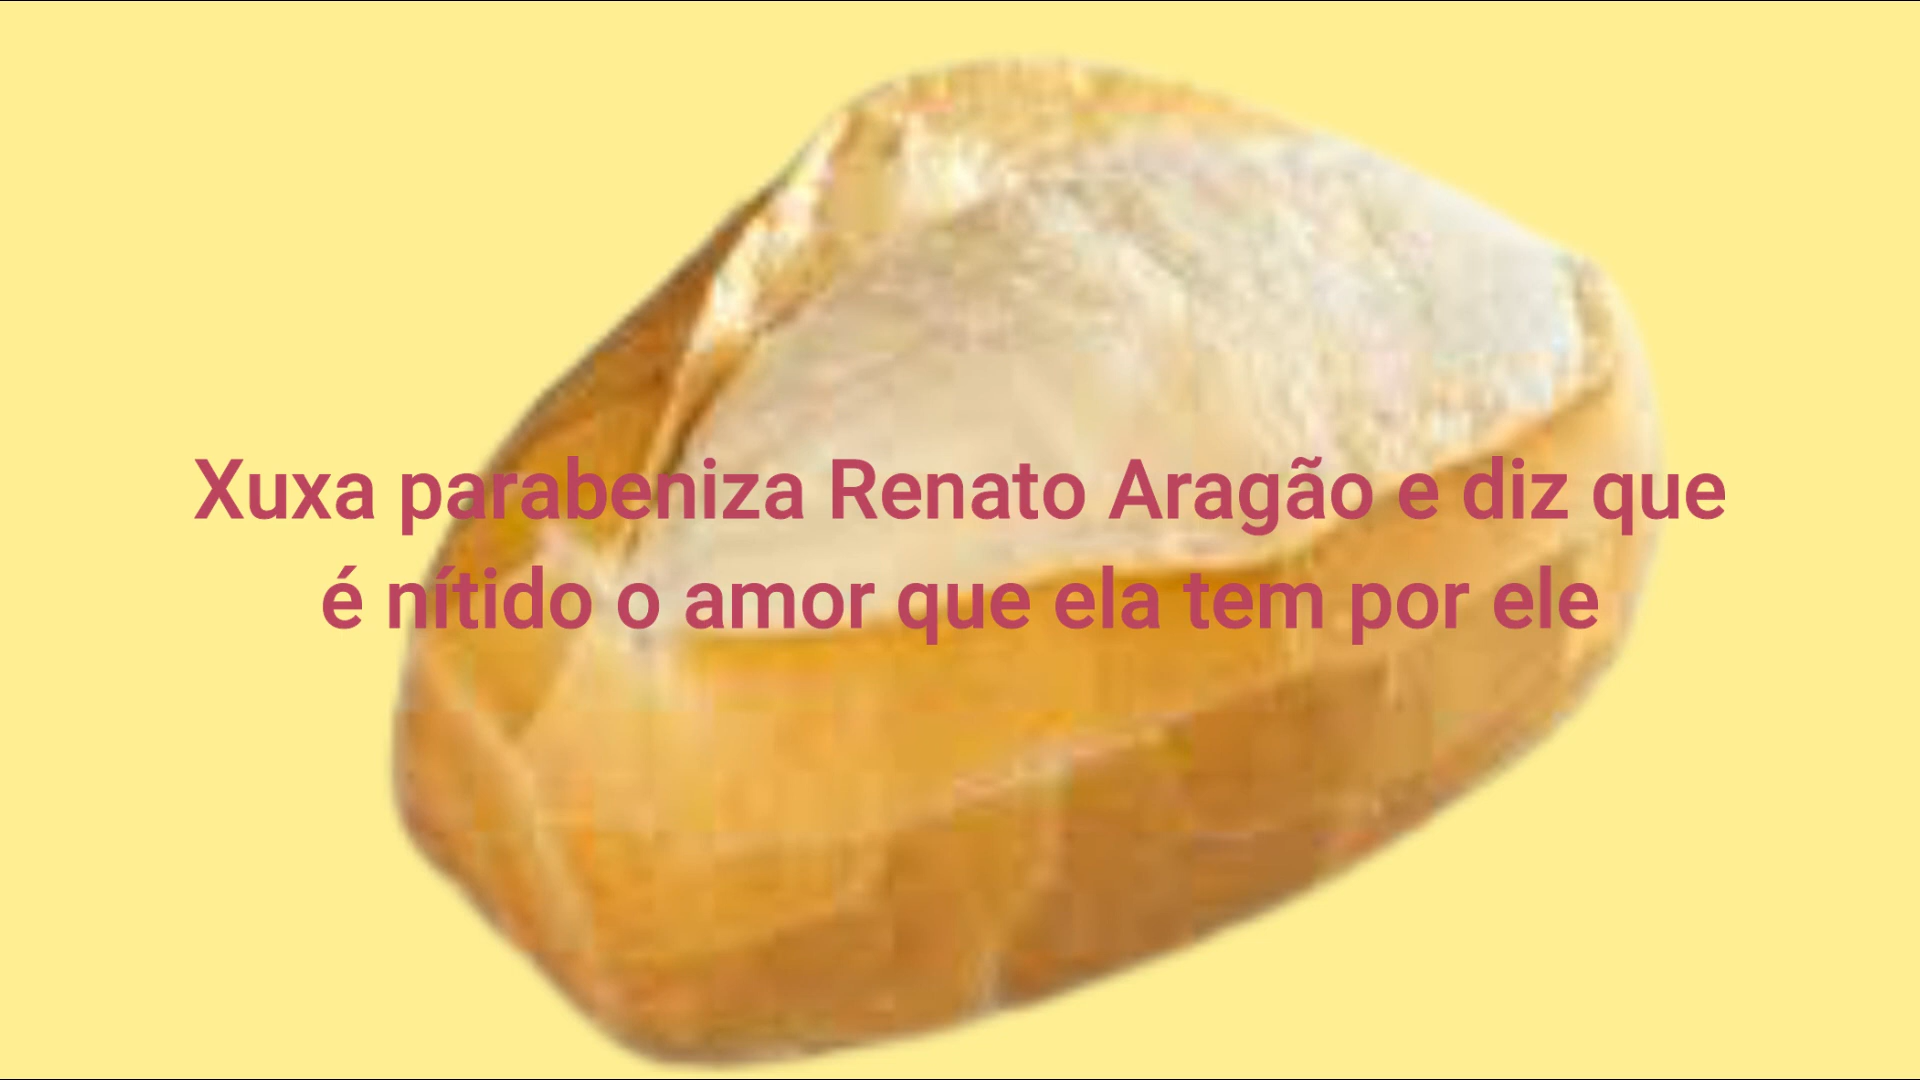 Xuxa parabeniza Renato Aragão e diz que
é nítido o amor que ela tem por ele